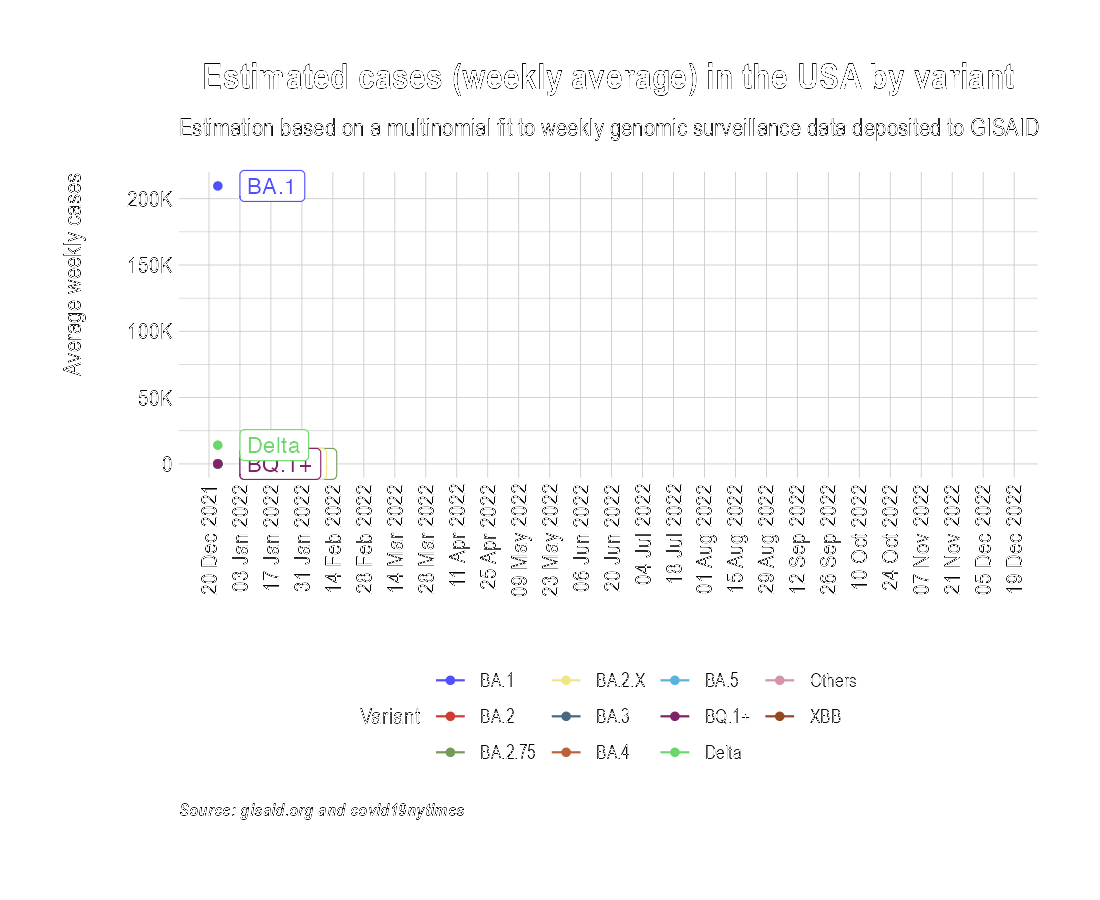 Estimated cases (weekly average) in the USA by variant
Estimation based on a multinomial fit to weekly genomic surveillance data deposited to GISAID
Average weekly cases
200K
150K
100K
50K
0
BA.1
Delta
BQ.1+
20 Dec 2021
03 Jan 2022
17 Jan 2022
31 Jan 2022
14 Feb 2022
28 Feb 2022
14 Mar 2022
28 Mar 2022
11 Apr 2022
25 Apr 2022
09 May 2022
23 May 2022
06 Jun 2022
20 Jun 2022
04 Jul 2022
18 Jul 2022
01 Aug 2022
15 Aug 2022
29 Aug 2022
12 Sep 2022
26 Sep 2022
10 Oct 2022
24 Oct 2022
07 Nov 2022
21 Nov 2022
05 Dec 2022
19 Dec 2022
Variant
BA.1
BA.2
BA.2.75
BA.2.X
BA.3
BA.4
BA.5
BQ.1+
Delta
Others
XBB
Source: gisaid.org and covid19nytimes